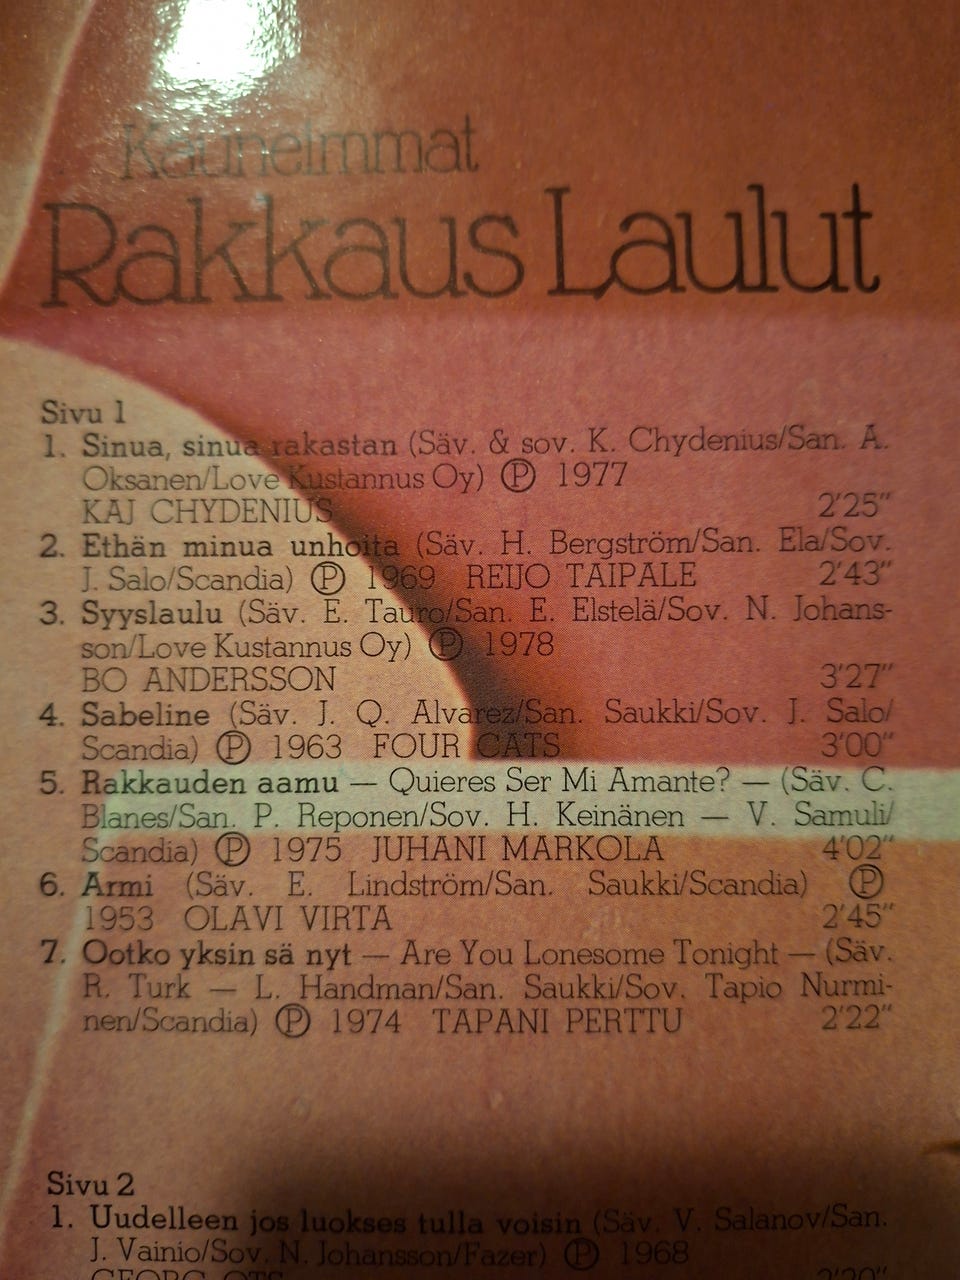 Kauneimmat
Rakkaus Laulut
Sivu 1
1. Sinua, sinua rakastan (Säv. & sov. K. Chydenius/San. A.
Oksanen/Love Kustannus Oy) Ⓟ 1977
KAJ CHYDENIUS 2'25"
2. Ethän minua unhoita (Säv. H. Bergström/San. Ela/Sov.
J. Salo/Scandia) Ⓟ 1969 REIJO TAIPALE 2'43"
3. Syyslaulu (Säv. E. Tauro/San. E. Elstelä/Sov. N. Johans-
son/Love Kustannus Oy) Ⓟ 1978
BO ANDERSSON 3'27"
4. Sabeline (Säv. J. Q. Alvarez/San. Saukki/Sov. J. Salo/
Scandia) Ⓟ 1963 FOUR CATS 3'00"
5. Rakkauden aamu — Quieres Ser Mi Amante? — (Säv. C.
Blanes/San. P. Reponen/Sov. H. Keinänen — V. Samuli/
Scandia) Ⓟ 1975 JUHANI MARKOLA 4'02"
6. Armi (Säv. E. Lindström/San. Saukki/Scandia) Ⓟ
1953 OLAVI VIRTA 2'45"
7. Ootko yksin sä nyt — Are You Lonesome Tonight — (Säv.
R. Turk — L. Handman/San. Saukki/Sov. Tapio Nurmi-
nen/Scandia) Ⓟ 1974 TAPANI PERTTU 2'22"
Sivu 2
1. Uudelleen jos luokses tulla voisin (Säv. V. Salanov/San.
J. Vainio/Sov. N. Johansson/Fazer) Ⓟ 1968
GEORG OTS